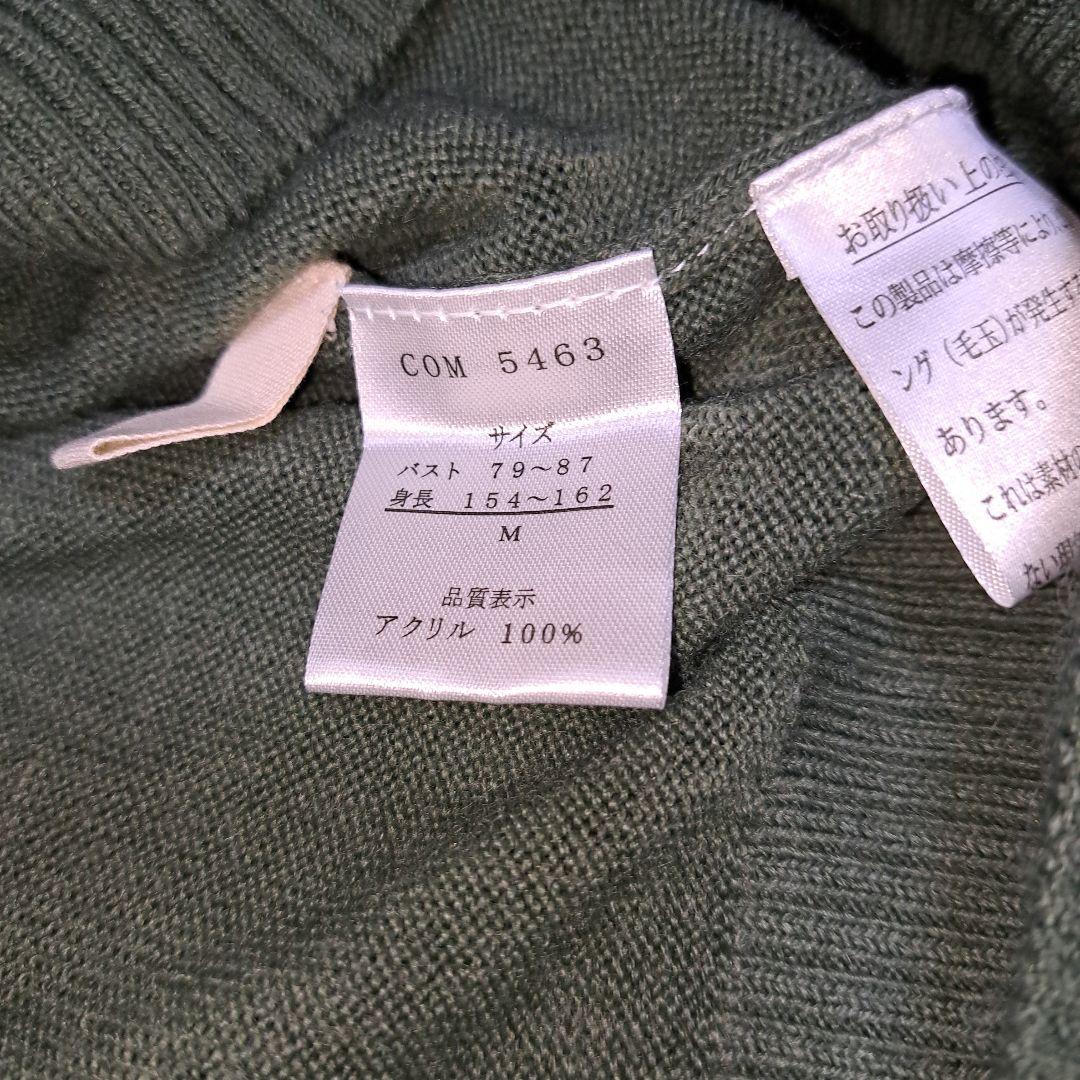 COM 5463
サイズ
バスト 79～87
身長 154～162
M
品質表示
アクリル 100%
お取り扱い上の
この製品は摩擦等により
ング(毛玉)が発生す
あります。
これは素材の
ない